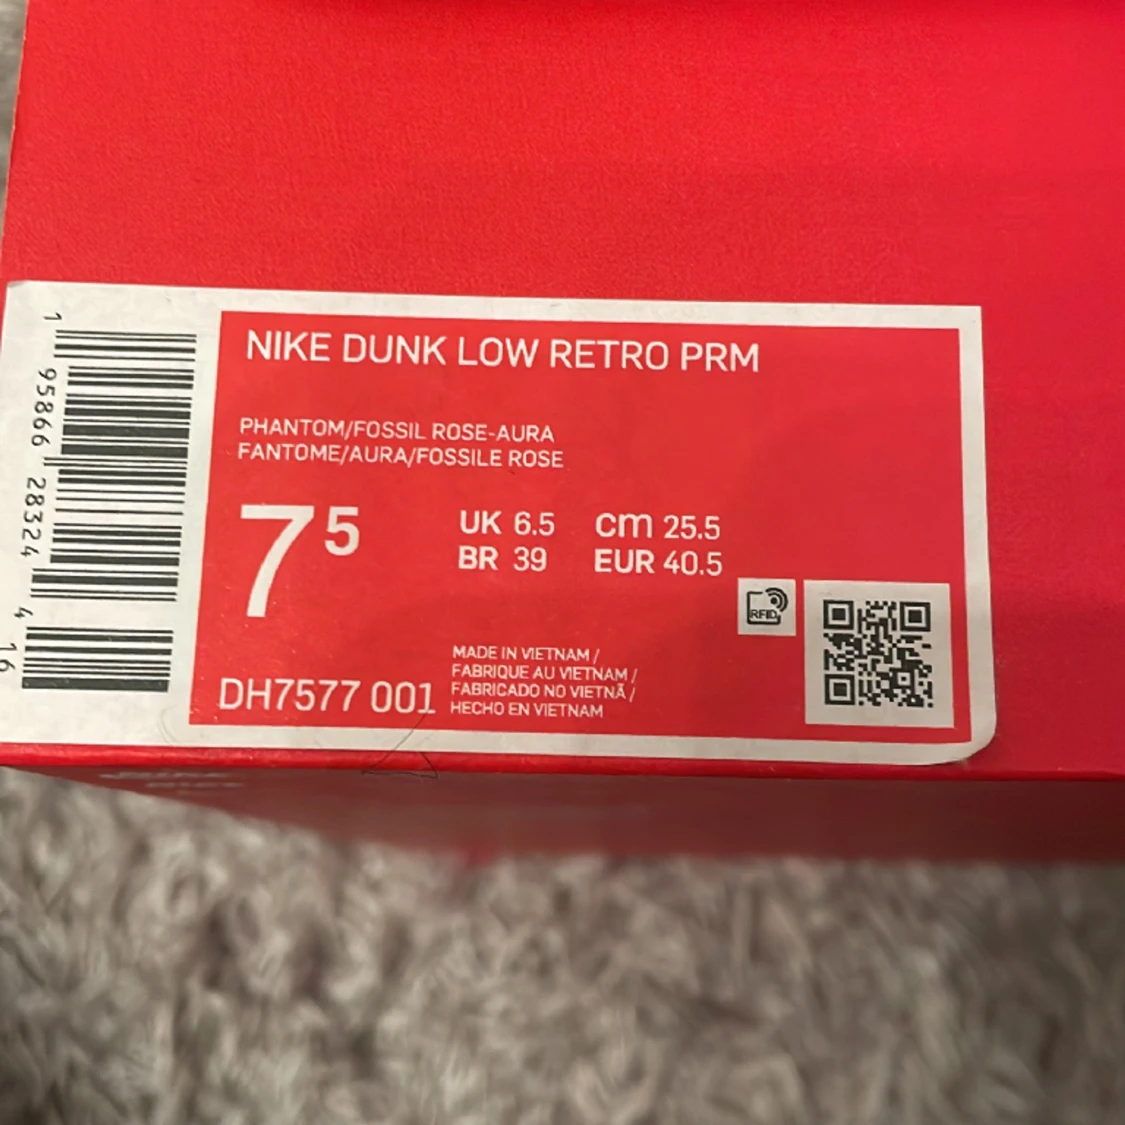 NIKE DUNK LOW RETRO PRM
PHANTOM/FOSSIL ROSE-AURA
FANTOME/AURA/FOSSILE ROSE
7 5
UK 6.5 cm 25.5
BR 39 EUR 40.5
RFID
MADE IN VIETNAM /
FABRIQUE AU VIETNAM /
FABRICADO NO VIETNÃ /
HECHO EN VIETNAM
DH7577 001
1 95866 28324 4 16